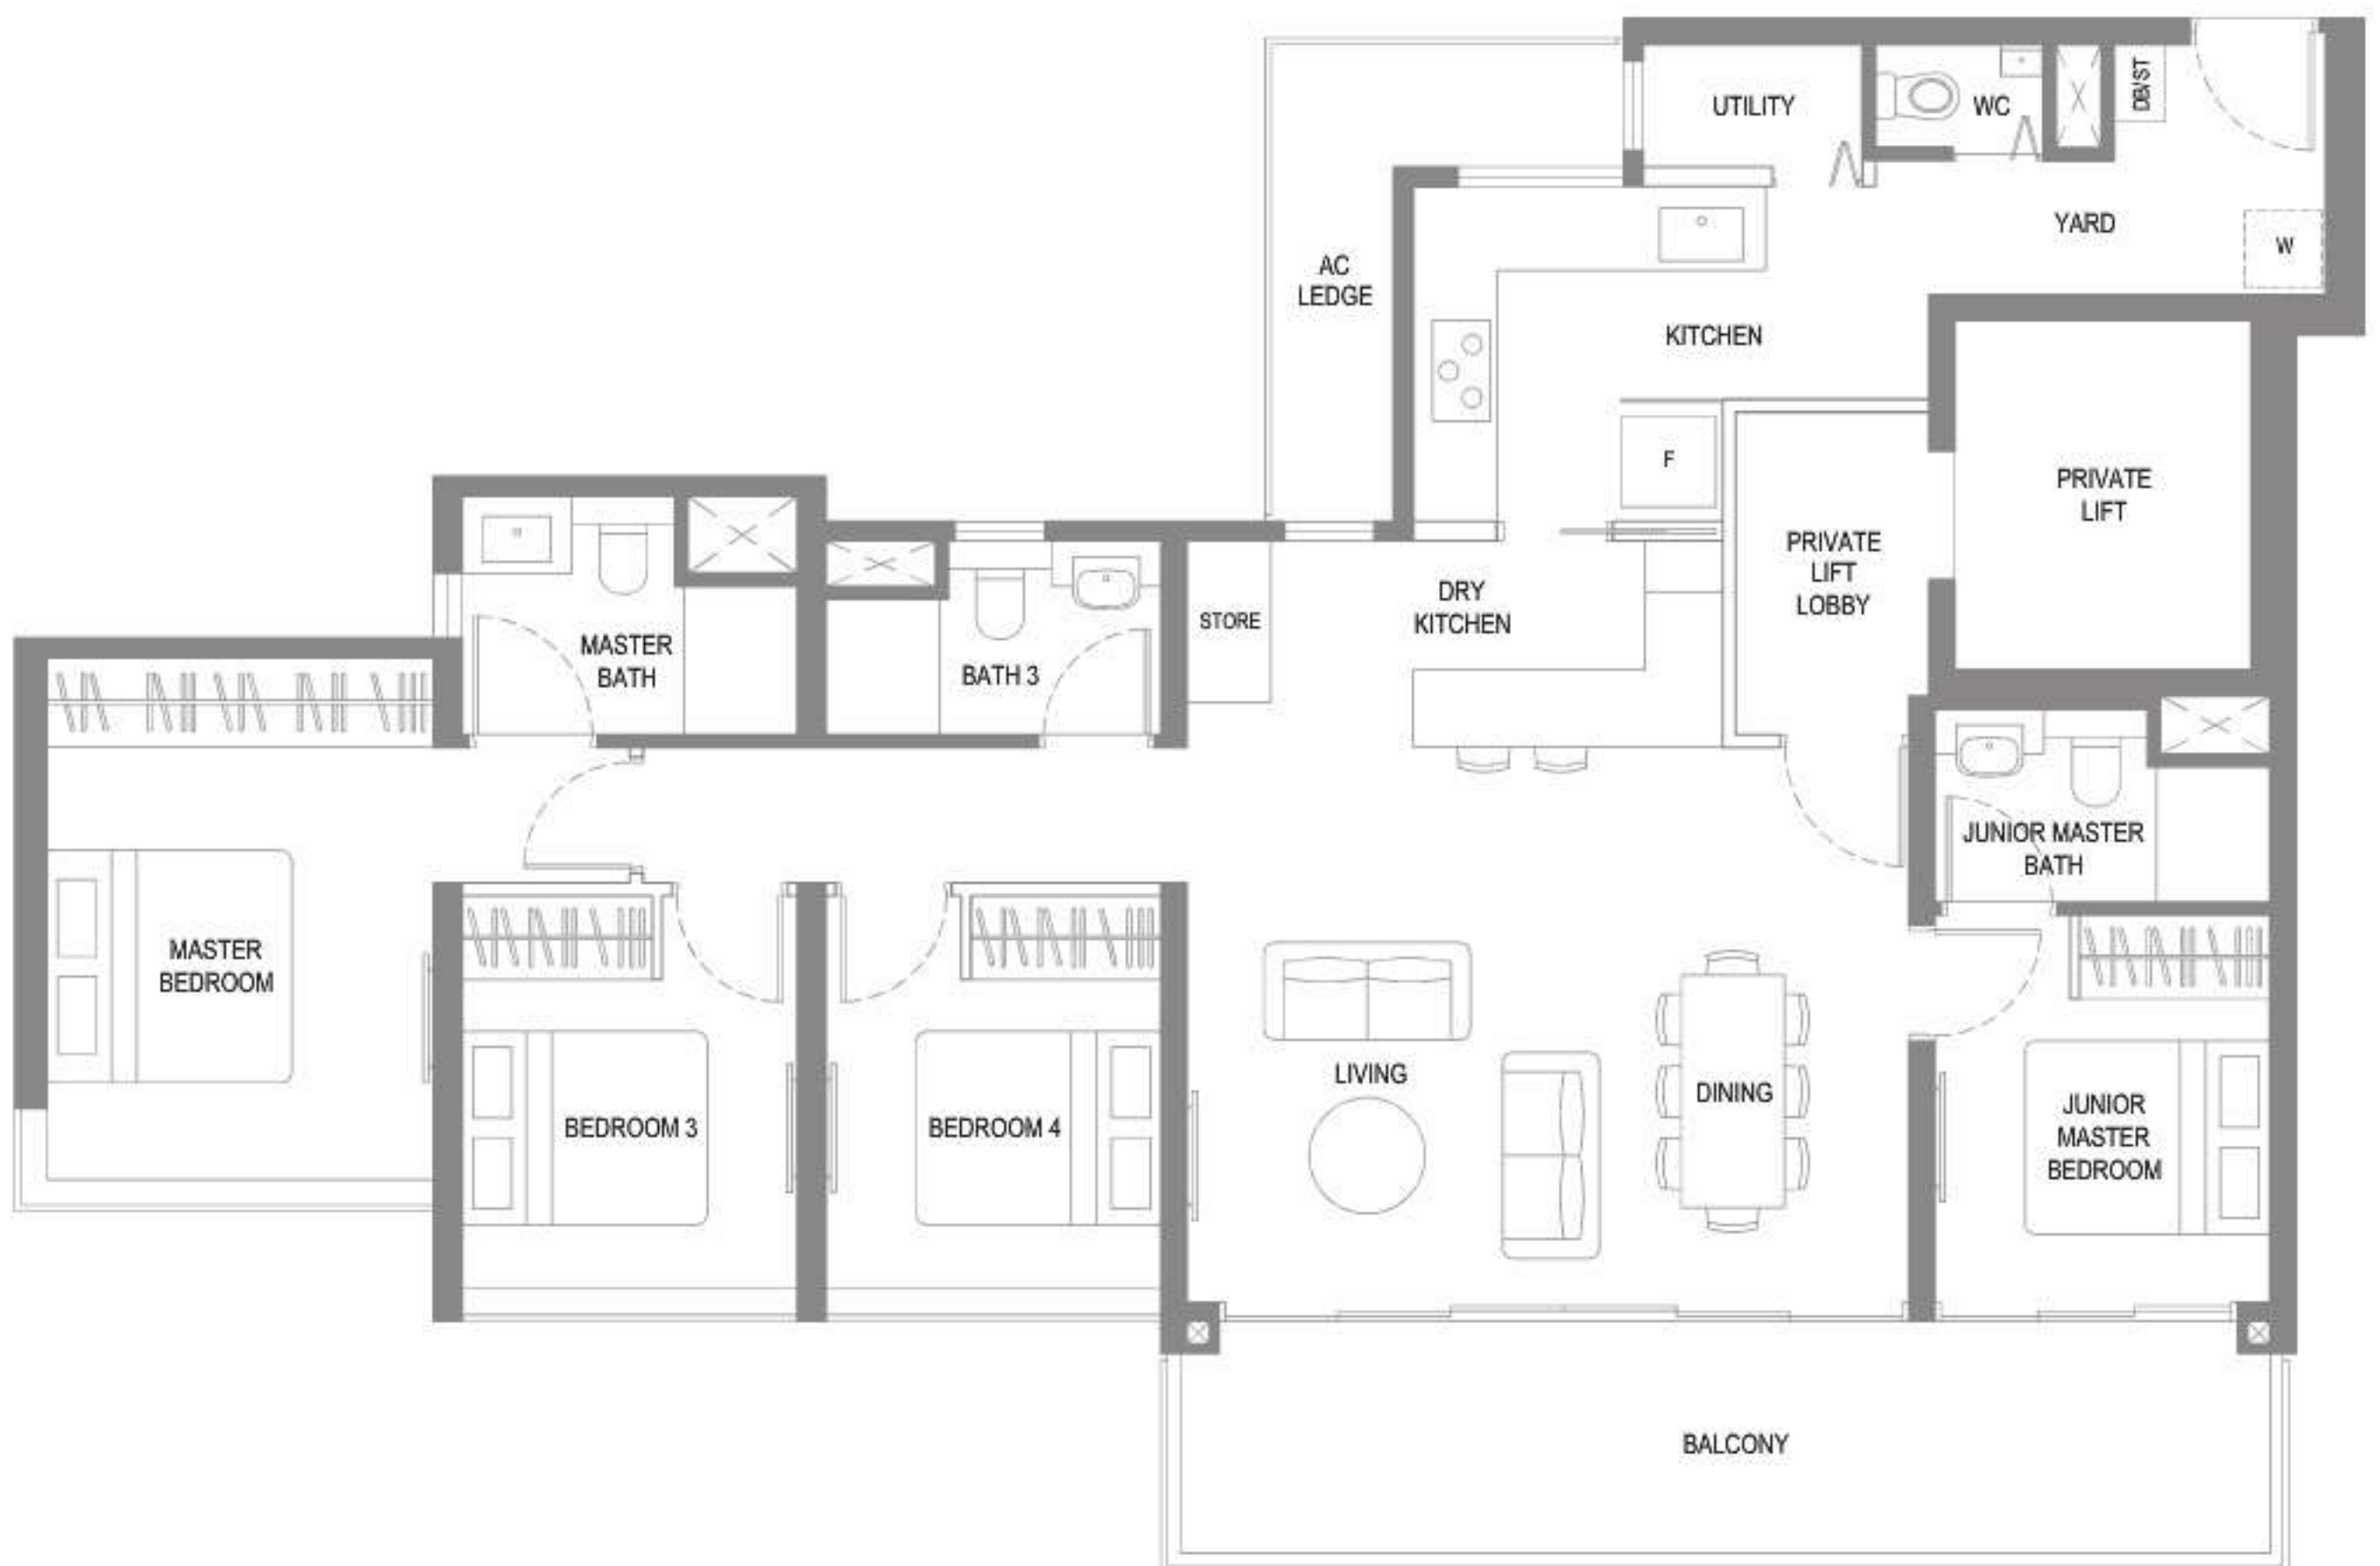 UTILITY
WC
DB/ST
YARD
W
AC
LEDGE
KITCHEN
F
PRIVATE
LIFT
PRIVATE
LIFT
LOBBY
DRY
KITCHEN
STORE
MASTER
BATH
BATH 3
JUNIOR MASTER
BATH
MASTER
BEDROOM
BEDROOM 3
BEDROOM 4
LIVING
DINING
JUNIOR
MASTER
BEDROOM
BALCONY